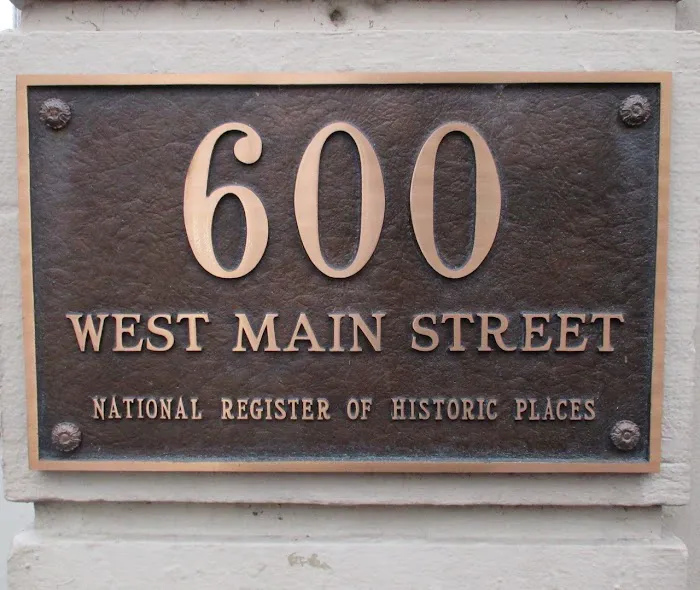 600
WEST MAIN STREET
NATIONAL REGISTER OF HISTORIC PLACES